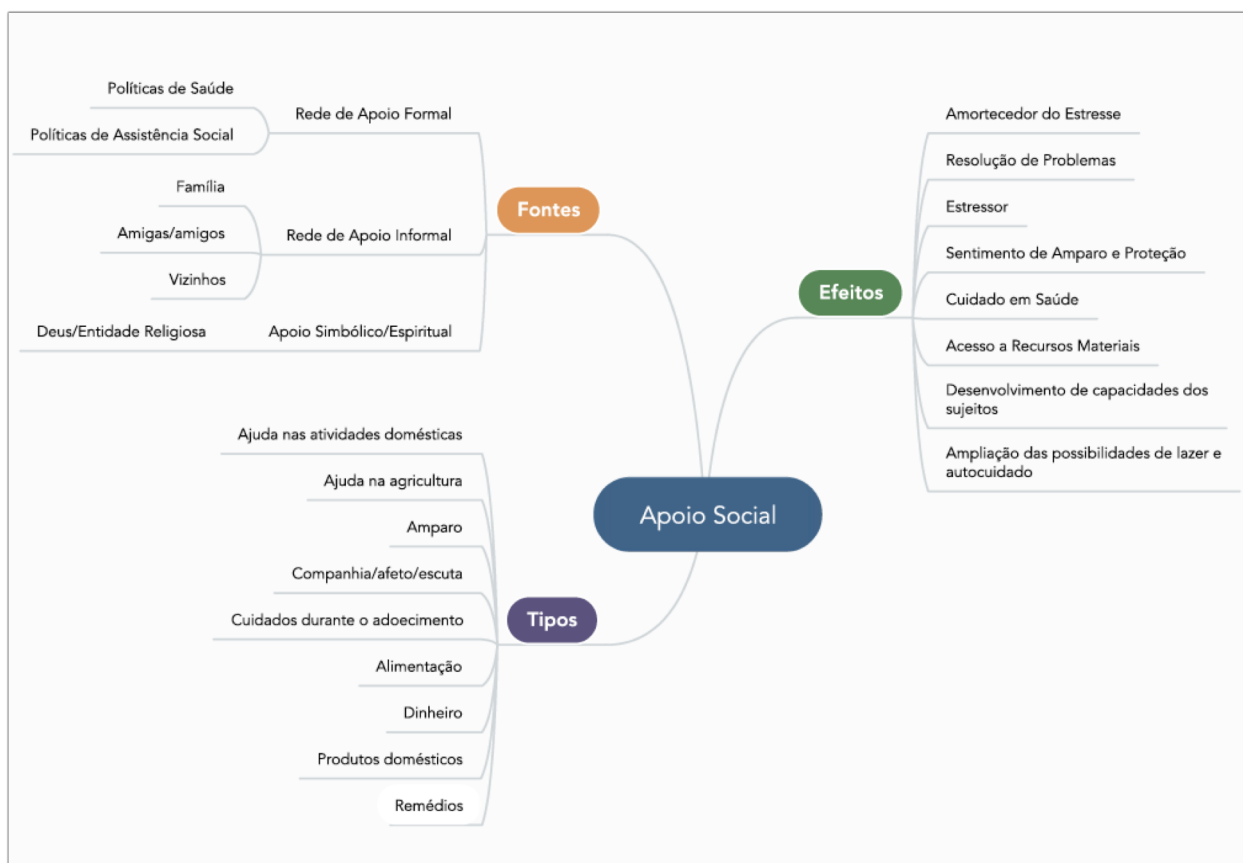 Políticas de Saúde
Políticas de Assistência Social
Rede de Apoio Formal
Família
Amigas/amigos
Vizinhos
Rede de Apoio Informal
Deus/Entidade Religiosa
Apoio Simbólico/Espiritual
Fontes
Ajuda nas atividades domésticas
Ajuda na agricultura
Amparo
Companhia/afeto/escuta
Cuidados durante o adoecimento
Alimentação
Dinheiro
Produtos domésticos
Remédios
Tipos
Apoio Social
Efeitos
Amortecedor do Estresse
Resolução de Problemas
Estressor
Sentimento de Amparo e Proteção
Cuidado em Saúde
Acesso a Recursos Materiais
Desenvolvimento de capacidades dos
sujeitos
Ampliação das possibilidades de lazer e
autocuidado